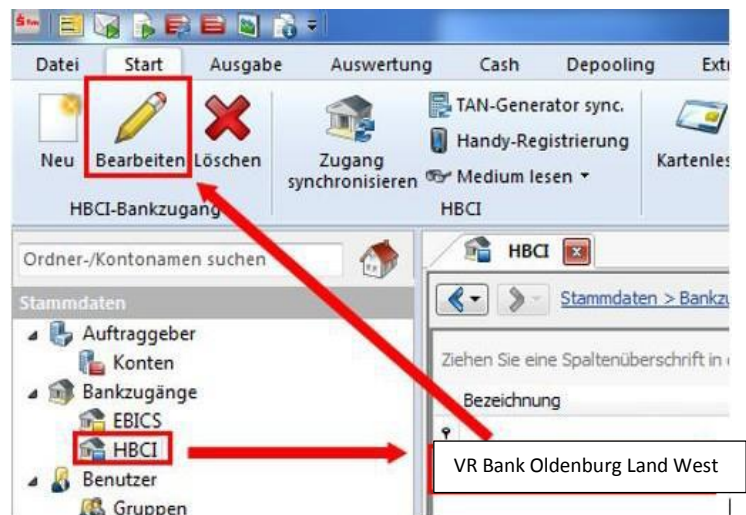 Datei Start Ausgabe Auswertung Cash Depooling Ext
Neu Bearbeiten Löschen Zugang synchronisieren
TAN-Generator sync.
Handy-Registrierung
Medium lesen
Kartenles
HBCI-Bankzugang HBCI
Ordner-/Kontonamen suchen
HBCI
Stammdaten
Stammdaten > Bankzu
Auftraggeber
Konten
Bankzugänge
EBICS
HBCI
Benutzer
Gruppen
Ziehen Sie eine Spaltenüberschrift in
Bezeichnung
VR Bank Oldenburg Land West